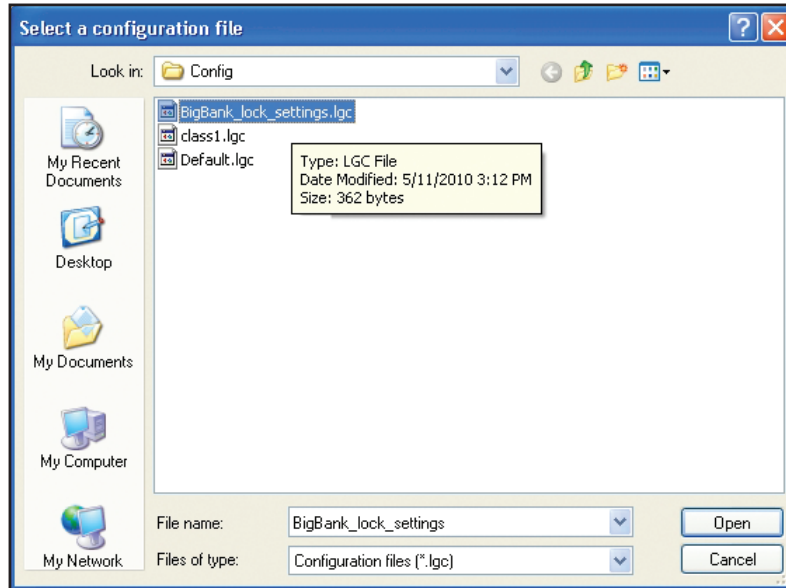 Select a configuration file
Look in:
Config
My Recent
Documents
Desktop
My Documents
My Computer
My Network
BigBank_lock_settings.lgc
class1.lgc
Default.lgc
Type: LGC File
Date Modified: 5/11/2010 3:12 PM
Size: 362 bytes
File name:
BigBank_lock_settings
Open
Files of type:
Configuration files (*.lgc)
Cancel